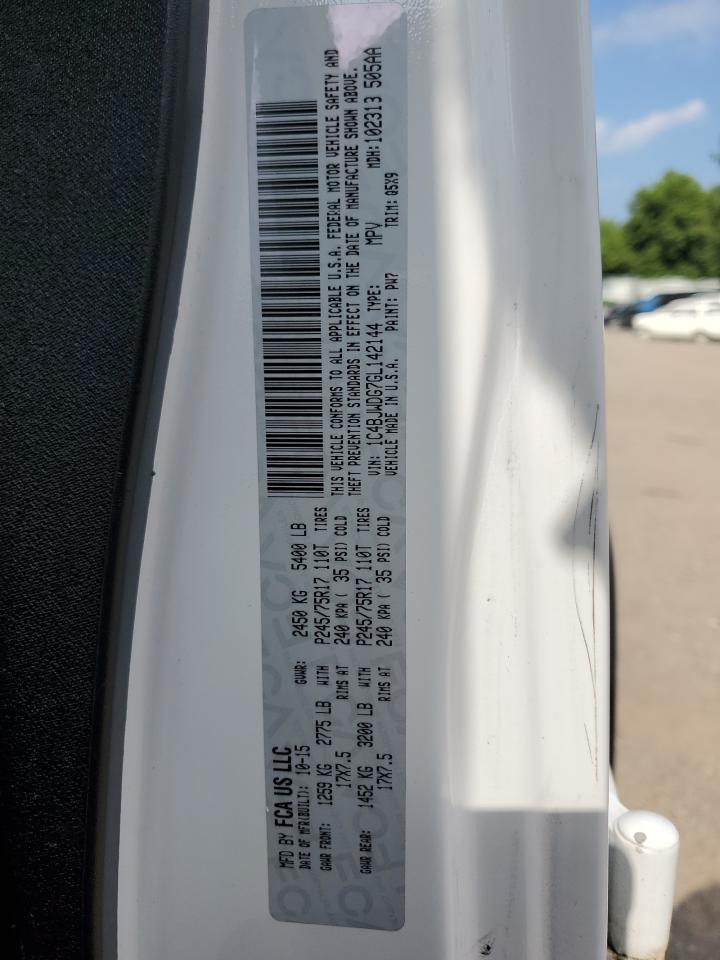 MFD BY FCA US LLC
DATE OF MFR(BUILT): 10-15 GVWR: 2450 KG 5400 LB
GAWR FRONT: 1259 KG 2775 LB WITH P245/75R17 110T TIRES
17X7.5 RIMS AT 240 KPA ( 35 PSI) COLD
GAWR REAR: 1452 KG 3200 LB WITH P245/75R17 110T TIRES
17X7.5 RIMS AT 240 KPA ( 35 PSI) COLD
THIS VEHICLE CONFORMS TO ALL APPLICABLE U.S.A. FEDERAL MOTOR VEHICLE SAFETY AND
THEFT PREVENTION STANDARDS IN EFFECT ON THE DATE OF MANUFACTURE SHOWN ABOVE.
VIN: 1C4BJWDG7GL142144 TYPE: MPV MDH: 102313 505AA
VEHICLE MADE IN U.S.A. PAINT: PW7 TRIM: Q5X9